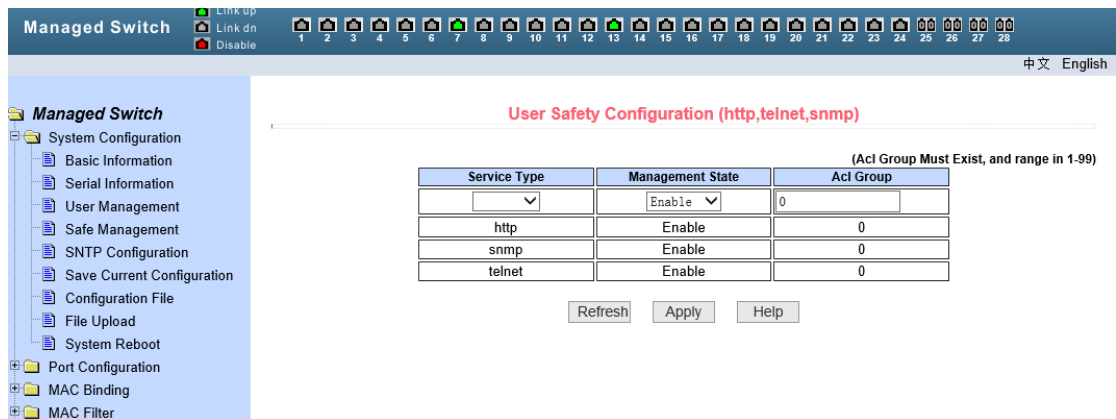 Link up
Managed Switch Link dn
Disable
1 2 3 4 5 6 7 8 9 10 11 12 13 14 15 16 17 18 19 20 21 22 23 24 25 26 27 28
中文 English
Managed Switch
System Configuration
Basic Information
Serial Information
User Management
Safe Management
SNTP Configuration
Save Current Configuration
Configuration File
File Upload
System Reboot
Port Configuration
MAC Binding
MAC Filter
User Safety Configuration (http,telnet,snmp)
(Acl Group Must Exist, and range in 1-99)
Service Type Management State Acl Group
Enable 0
http Enable 0
snmp Enable 0
telnet Enable 0
Refresh Apply Help